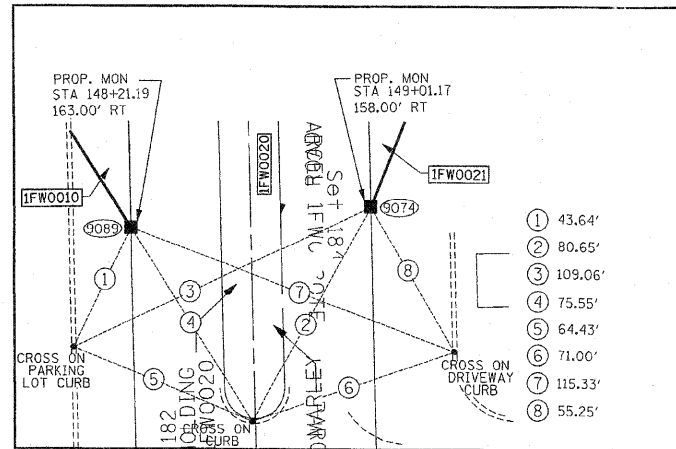 PROP. MON
STA 148+21.19
163.00' RT
PROP. MON
STA 149+01.17
158.00' RT
1FW0010
1FW0020
1FW0021
9089
9074
Set 184
1
3
4
2
7
8
5
6
CROSS ON
PARKING
LOT CURB
CROSS ON
CURB
CROSS ON
DRIVEWAY
CURB
182
1 43.64'
2 80.65'
3 109.06'
4 75.55'
5 64.43'
6 71.00'
7 115.33'
8 55.25'